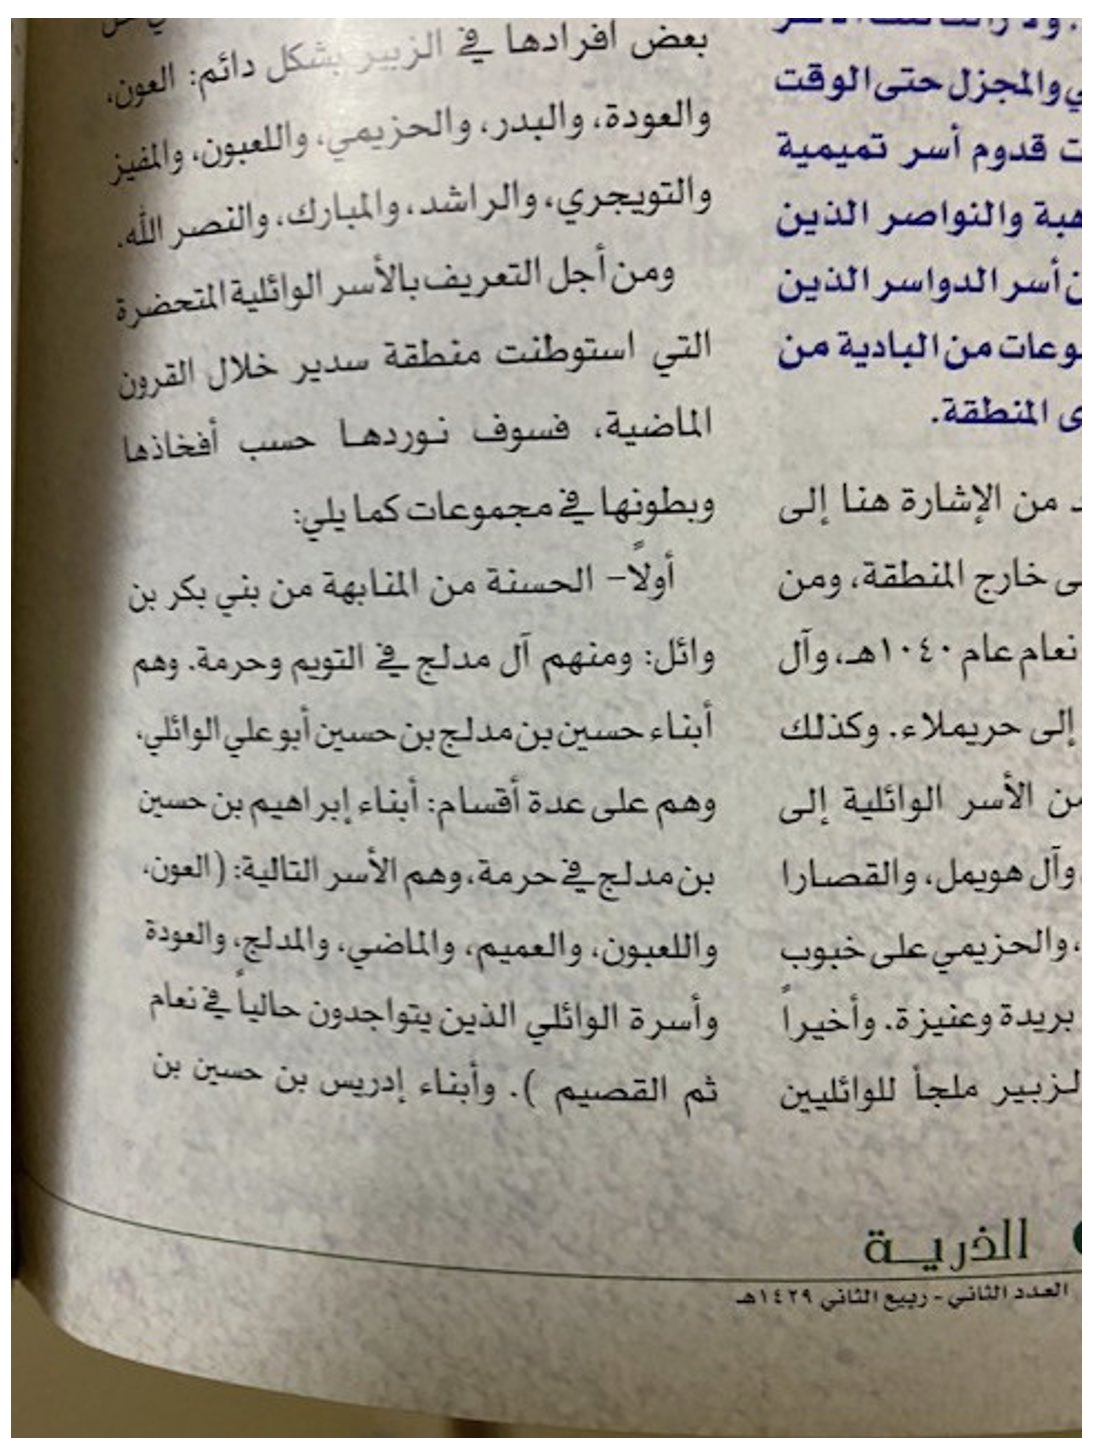 ي والمجزل حتى الوقت
ت قدوم أسر تميمية
هبة والنواصر الذين
ن أسر الدواسر الذين
وعات من البادية من
ى المنطقة.
د من الإشارة هنا إلى
ى خارج المنطقة، ومن
نعام عام ١٠٤٠هـ، وآل
إلى حريملاء. وكذلك
من الأسر الوائلية إلى
وآل هويمل، والقصارا
، والحزيمي على خبوب
بريدة وعنيزة. وأخيراً
لزبير ملجأ للوائليين
بعض أفرادها في الزبير بشكل دائم: العون،
والعودة، والبدر، والحزيمي، واللعبون، والمفيز
والتويجري، والراشد، والمبارك، والنصر الله.
ومن أجل التعريف بالأسر الوائلية المتحضرة
التي استوطنت منطقة سدير خلال القرون
الماضية، فسوف نوردها حسب أفخاذها
وبطونها في مجموعات كما يلي:
أولاً- الحسنة من المنابهة من بني بكر بن
وائل: ومنهم آل مدلج في التويم وحرمة. وهم
أبناء حسين بن مدلج بن حسين أبو علي الوائلي،
وهم على عدة أقسام: أبناء إبراهيم بن حسين
بن مدلج في حرمة، وهم الأسر التالية: (العون،
واللعبون، والعميم، والماضي، والمدلج، والعودة
وأسرة الوائلي الذين يتواجدون حالياً في نعام
ثم القصيم ). وأبناء إدريس بن حسين بن
الذرية
العدد الثاني - ربيع الثاني ١٤٢٩هـ